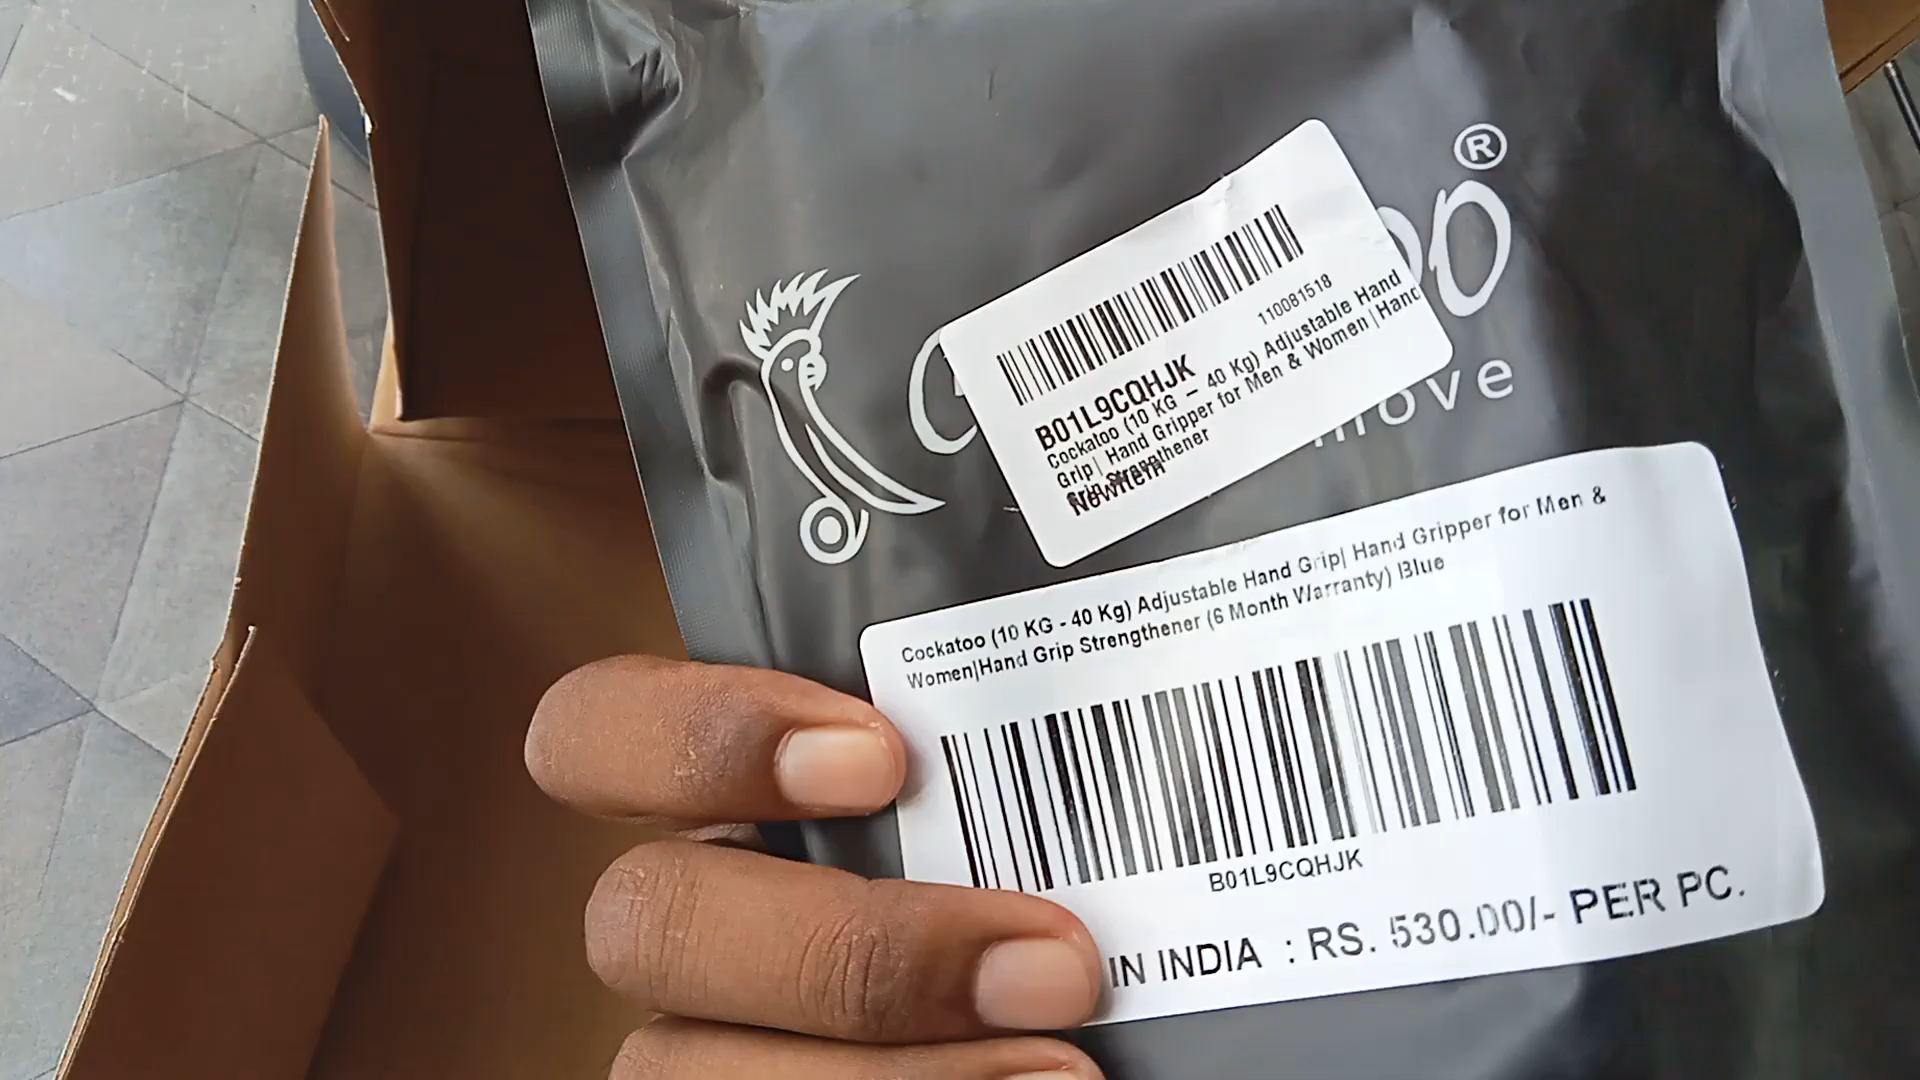 ®
110081518
B01L9CQHJK
Cockatoo (10 KG - 40 Kg) Adjustable Hand
Grip| Hand Gripper for Men & Women|Hand
Grip Strengthener
NewItem
Cockatoo (10 KG - 40 Kg) Adjustable Hand Grip| Hand Gripper for Men &
Women|Hand Grip Strengthener (6 Month Warranty) Blue
B01L9CQHJK
IN INDIA : RS. 530.00/- PER PC.